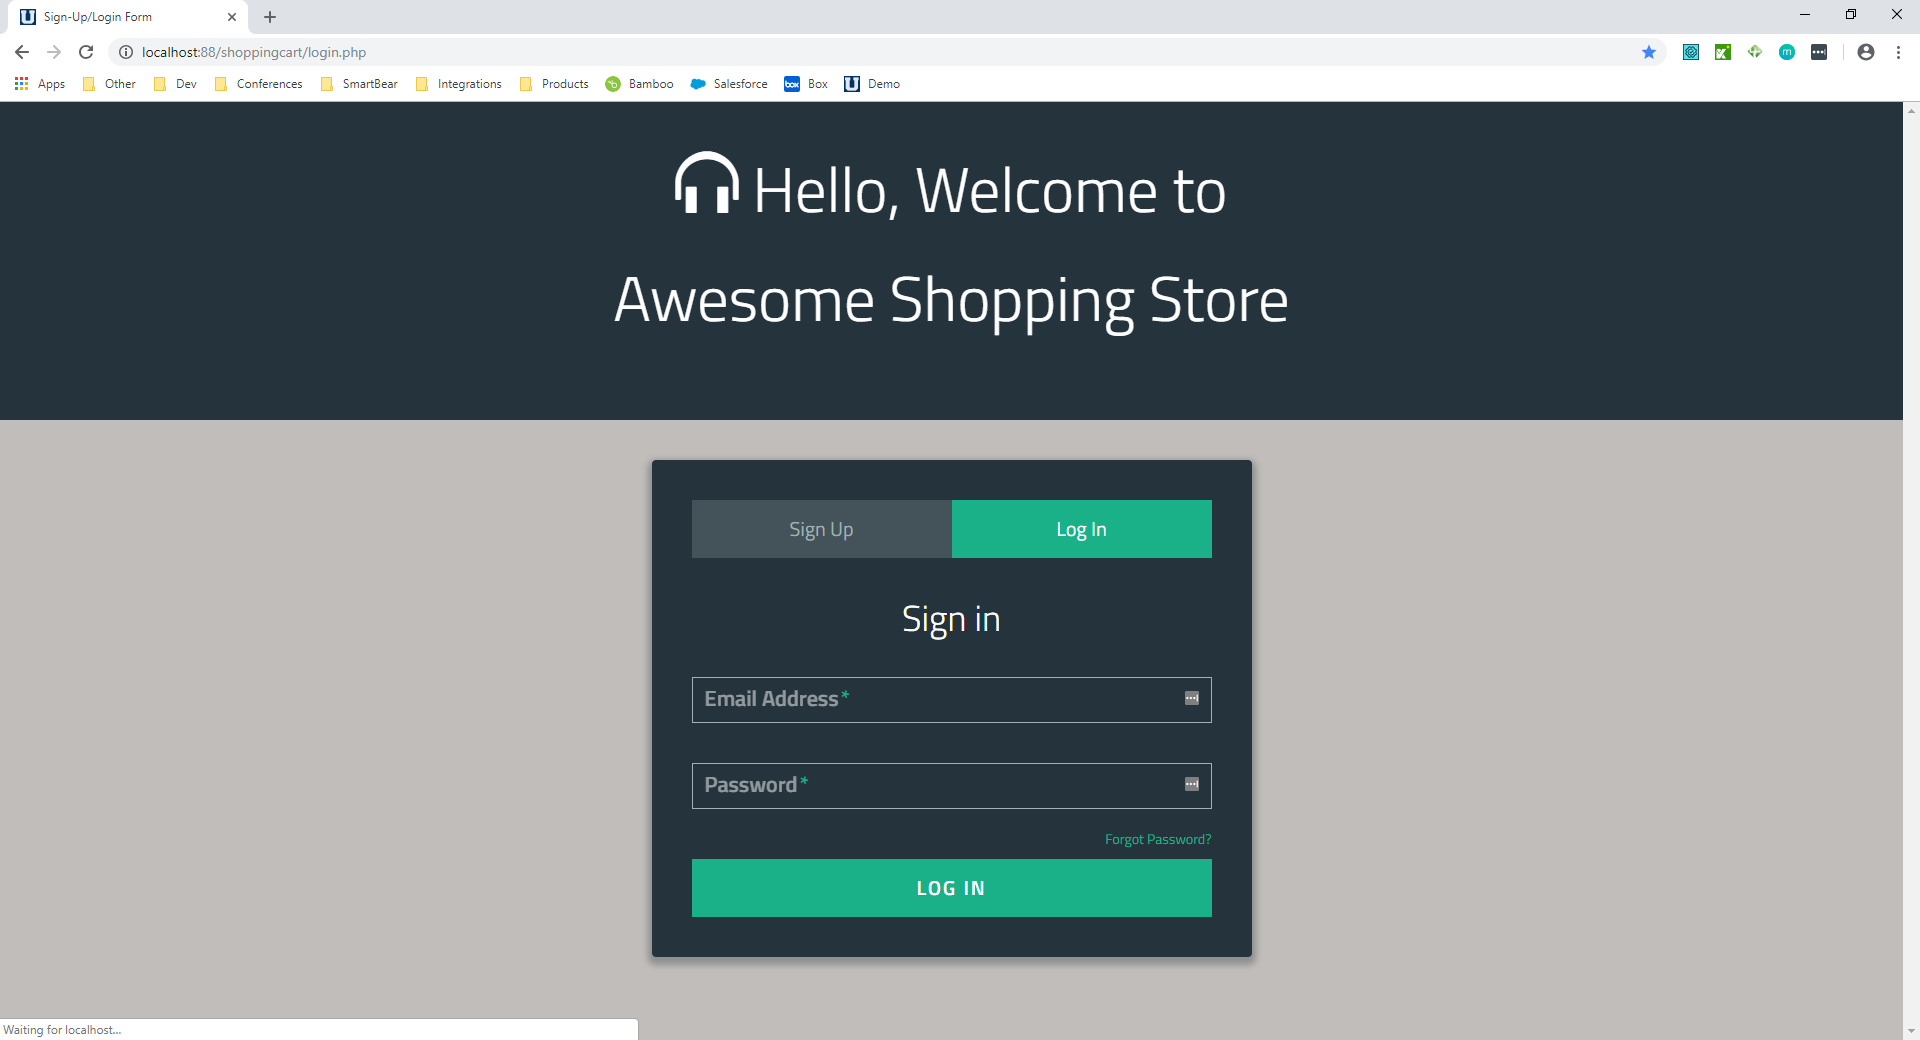 Sign-Up/Login Form
localhost:88/shoppingcart/login.php
Apps Other Dev Conferences SmartBear Integrations Products Bamboo Salesforce box Box Demo
Hello, Welcome to
Awesome Shopping Store
Sign Up Log In
Sign in
Email Address*
Password*
Forgot Password?
LOG IN
Waiting for localhost...